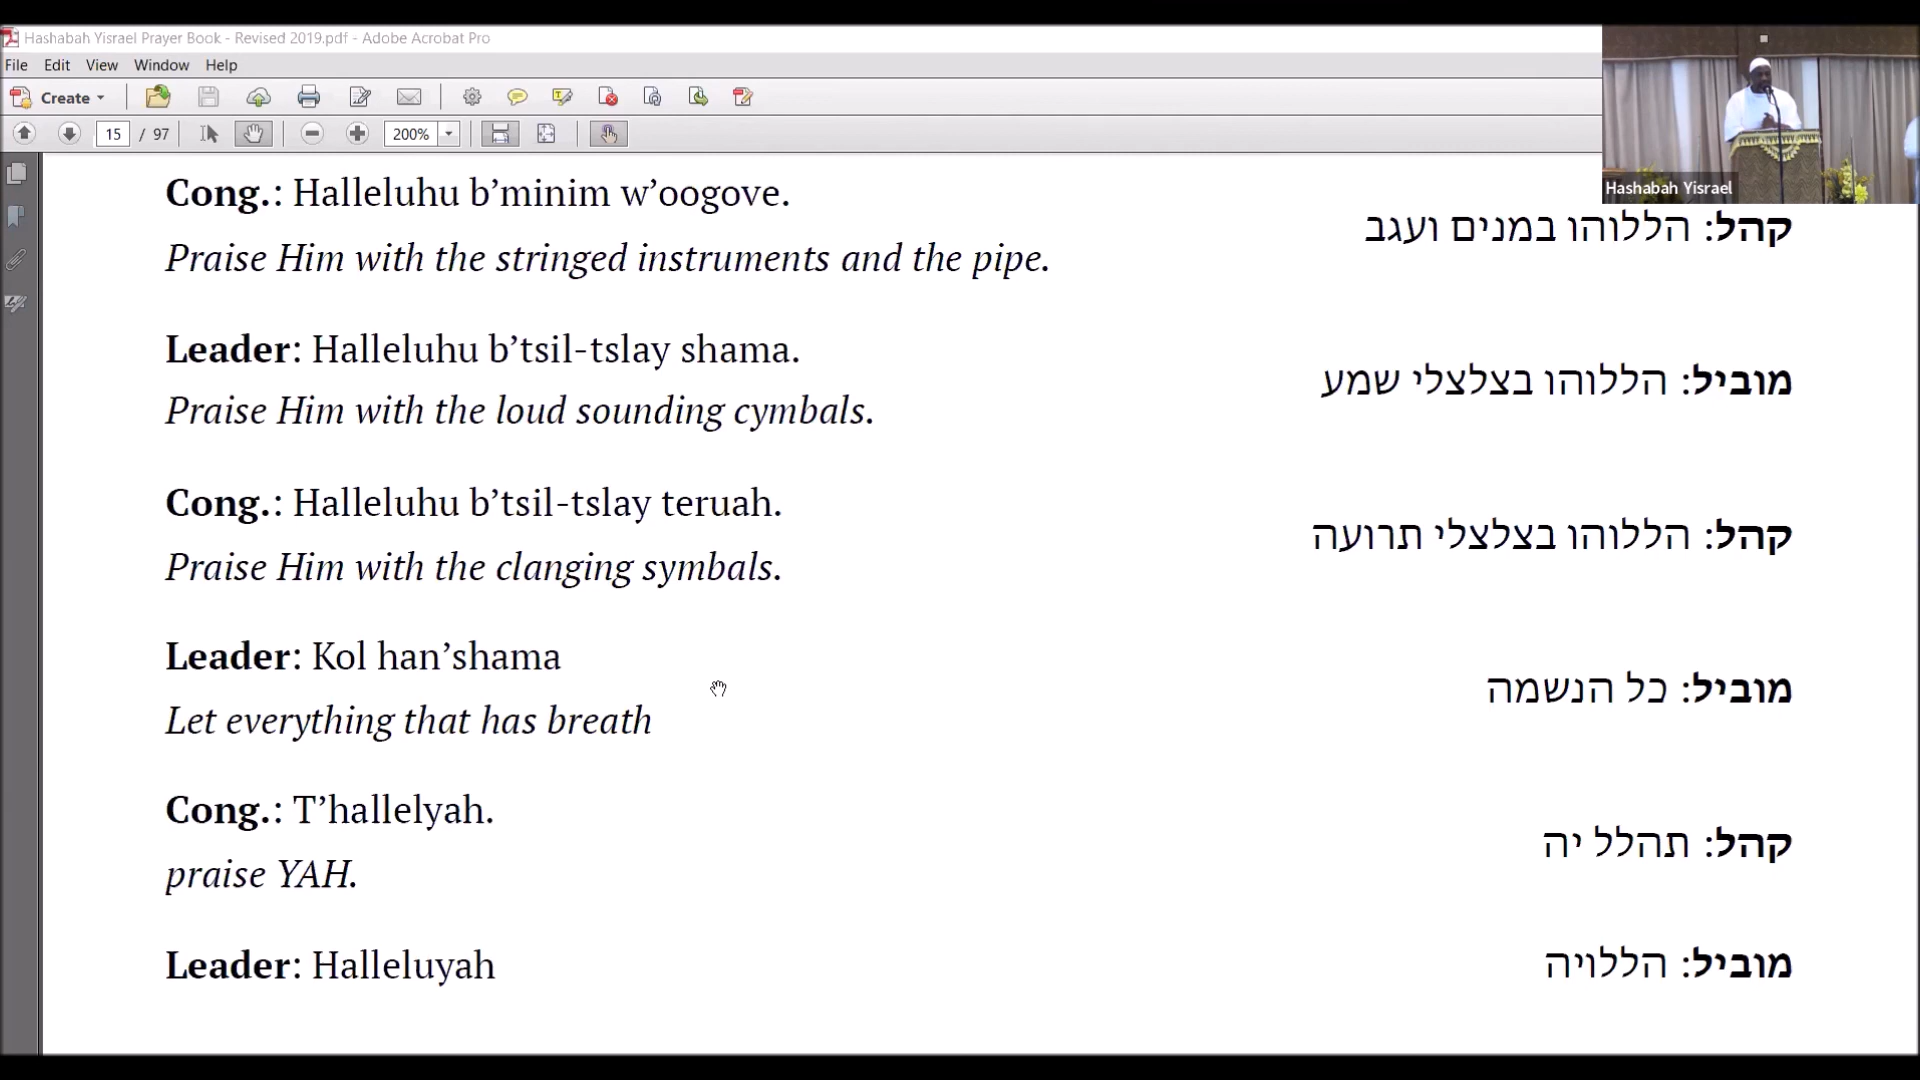 Hashabah Yisrael Prayer Book - Revised 2019.pdf - Adobe Acrobat Pro
File Edit View Window Help
Create
15 / 97 200%
Hashabah Yisrael
Cong.: Halleluhu b’minim w’oogove.
קהל: הללוהו במנים ועגב
Praise Him with the stringed instruments and the pipe.
Leader: Halleluhu b’tsil-tslay shama.
מוביל: הללוהו בצלצלי שמע
Praise Him with the loud sounding cymbals.
Cong.: Halleluhu b’tsil-tslay teruah.
קהל: הללוהו בצלצלי תרועה
Praise Him with the clanging symbals.
Leader: Kol han’shama
מוביל: כל הנשמה
Let everything that has breath
Cong.: T’hallelyah.
קהל: תהלל יה
praise YAH.
Leader: Halleluyah
מוביל: הללויה